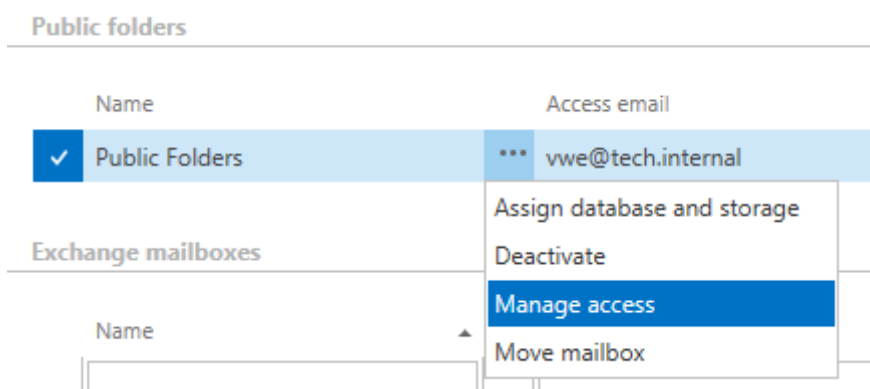 Public folders
Name Access email
Public Folders ••• vwe@tech.internal
Assign database and storage
Exchange mailboxes
Deactivate
Manage access
Name
Move mailbox